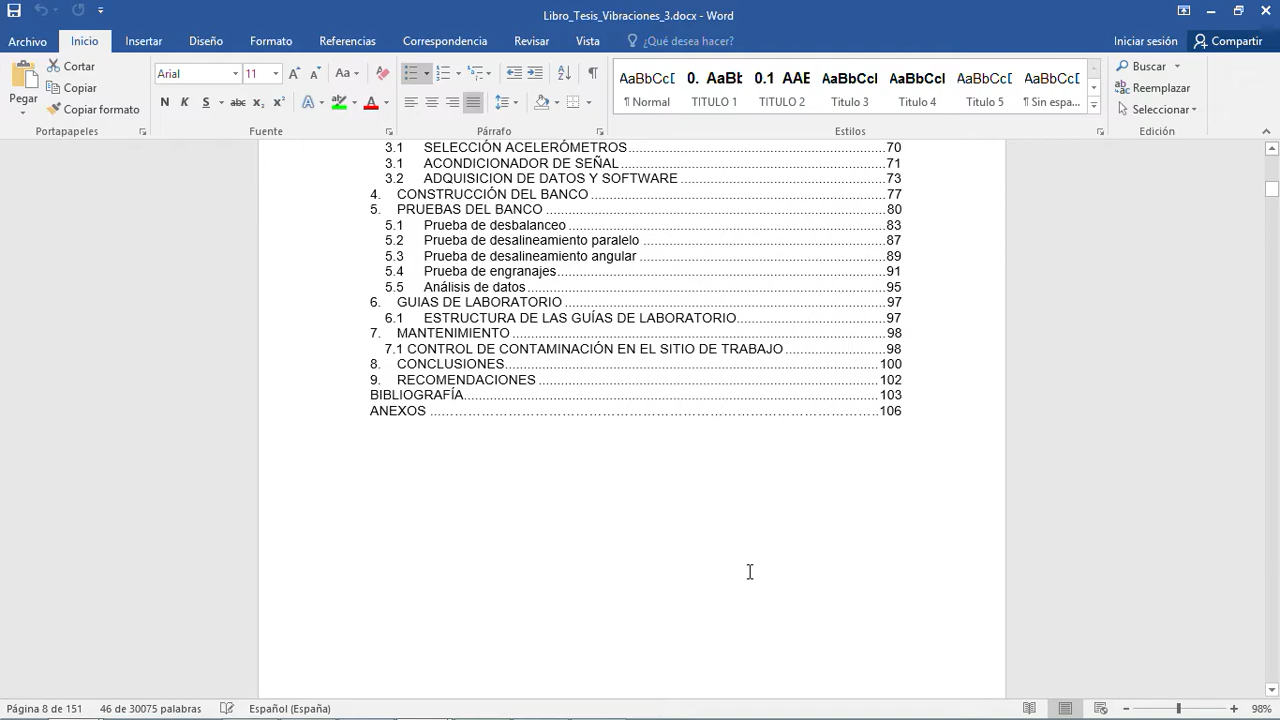 Libro_Tesis_Vibraciones_3.docx - Word
Archivo Inicio Insertar Diseño Formato Referencias Correspondencia Revisar Vista ¿Qué desea hacer? Iniciar sesión Compartir
Pegar
Cortar
Copiar
Copiar formato
Portapapeles
Arial 11
N K S abc x₂ x²
Fuente
Párrafo
AaBbCcD 0. AaBb 0.1 AAB AaBbCcI AaBbCcI AaBbCcD AaBbCcD
¶ Normal TITULO 1 TITULO 2 Titulo 3 Titulo 4 Titulo 5 ¶ Sin espa...
Estilos
Buscar
Reemplazar
Seleccionar
Edición
3.1 SELECCIÓN ACELERÓMETROS 70
3.1 ACONDICIONADOR DE SEÑAL 71
3.2 ADQUISICION DE DATOS Y SOFTWARE 73
4. CONSTRUCCIÓN DEL BANCO 77
5. PRUEBAS DEL BANCO 80
5.1 Prueba de desbalanceo 83
5.2 Prueba de desalineamiento paralelo 87
5.3 Prueba de desalineamiento angular 89
5.4 Prueba de engranajes 91
5.5 Análisis de datos 95
6. GUIAS DE LABORATORIO 97
6.1 ESTRUCTURA DE LAS GUÍAS DE LABORATORIO 97
7. MANTENIMIENTO 98
7.1 CONTROL DE CONTAMINACIÓN EN EL SITIO DE TRABAJO 98
8. CONCLUSIONES 100
9. RECOMENDACIONES 102
BIBLIOGRAFÍA 103
ANEXOS 106
Página 8 de 151 46 de 30075 palabras Español (España) 98%